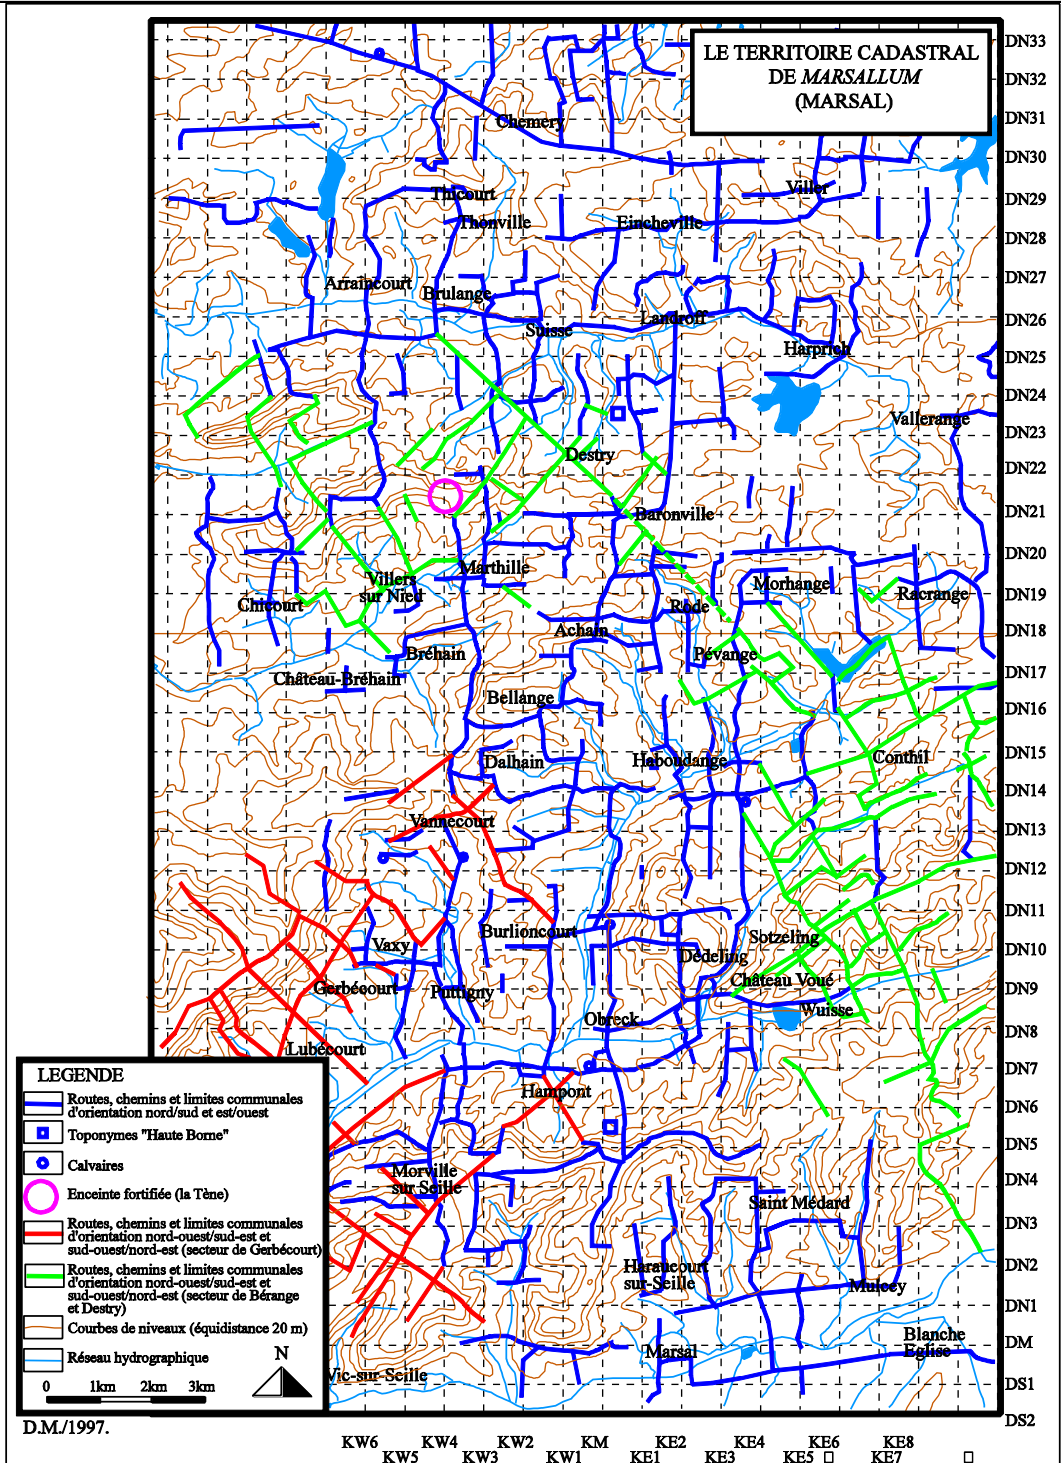 LE TERRITOIRE CADASTRAL
DE MARSALLUM
(MARSAL)
DN33
DN32
DN31
DN30
DN29
DN28
DN27
DN26
DN25
DN24
DN23
DN22
DN21
DN20
DN19
DN18
DN17
DN16
DN15
DN14
DN13
DN12
DN11
DN10
DN9
DN8
DN7
DN6
DN5
DN4
DN3
DN2
DN1
DM
DS1
DS2
Chemery
Thicourt
Viller
Thonville
Eincheville
Arraincourt
Brulange
Suisse
Landroff
Harprich
Vallerange
Destry
Baronville
Marthille
Villers
sur Nied
Morhange
Racrange
Chicourt
Rode
Achain
Bréhain
Pévange
Château-Bréhain
Bellange
Dalhain
Haboudange
Conthil
Vannecourt
Burlioncourt
Sotzeling
Vaxy
Dédeling
Gerbécourt
Puttigny
Château Voué
Wuisse
Obreck
Lubécourt
Hampont
Morville
sur Seille
Saint Médard
Haraucourt
sur-Seille
Mulcey
Marsal
Blanche
Eglise
Vic-sur-Seille
LEGENDE
Routes, chemins et limites communales
d'orientation nord/sud et est/ouest
Toponymes "Haute Borne"
Calvaires
Enceinte fortifiée (la Tène)
Routes, chemins et limites communales
d'orientation nord-ouest/sud-est et
sud-ouest/nord-est (secteur de Gerbécourt)
Routes, chemins et limites communales
d'orientation nord-ouest/sud-est et
sud-ouest/nord-est (secteur de Bérange
et Destry)
Courbes de niveaux (équidistance 20 m)
Réseau hydrographique
N
0 1km 2km 3km
D.M./1997.
KW6 KW4 KW2 KM KE2 KE4 KE6 KE8
KW5 KW3 KW1 KE1 KE3 KE5 KE7